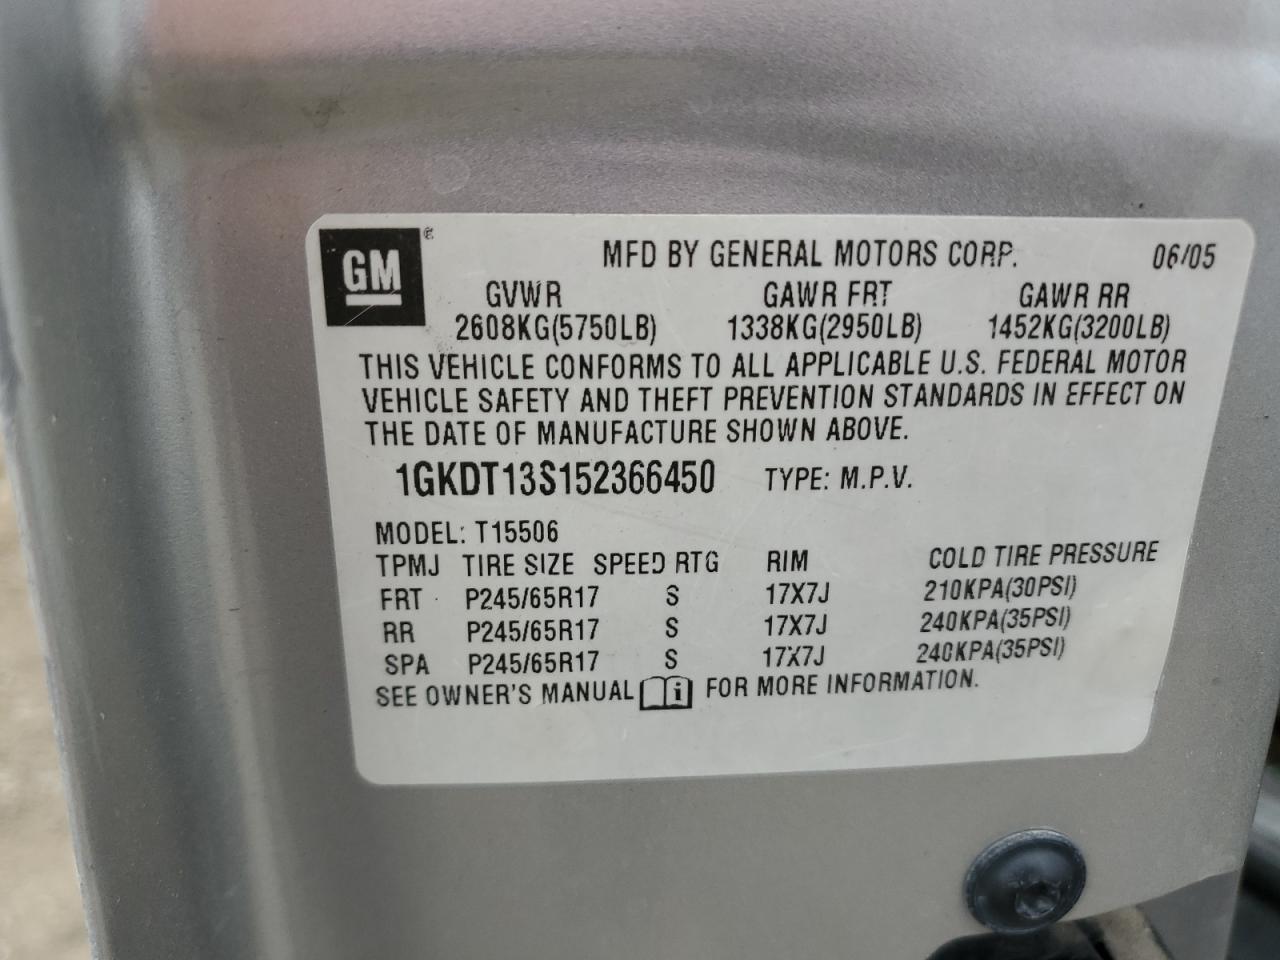 GM®
MFD BY GENERAL MOTORS CORP. 06/05
GVWR GAWR FRT GAWR RR
2608KG(5750LB) 1338KG(2950LB) 1452KG(3200LB)
THIS VEHICLE CONFORMS TO ALL APPLICABLE U.S. FEDERAL MOTOR
VEHICLE SAFETY AND THEFT PREVENTION STANDARDS IN EFFECT ON
THE DATE OF MANUFACTURE SHOWN ABOVE.
1GKDT13S152366450 TYPE: M.P.V.
MODEL: T15506
TPMJ TIRE SIZE SPEED RTG RIM COLD TIRE PRESSURE
FRT P245/65R17 S 17X7J 210KPA(30PSI)
RR P245/65R17 S 17X7J 240KPA(35PSI)
SPA P245/65R17 S 17X7J 240KPA(35PSI)
SEE OWNER'S MANUAL i FOR MORE INFORMATION.